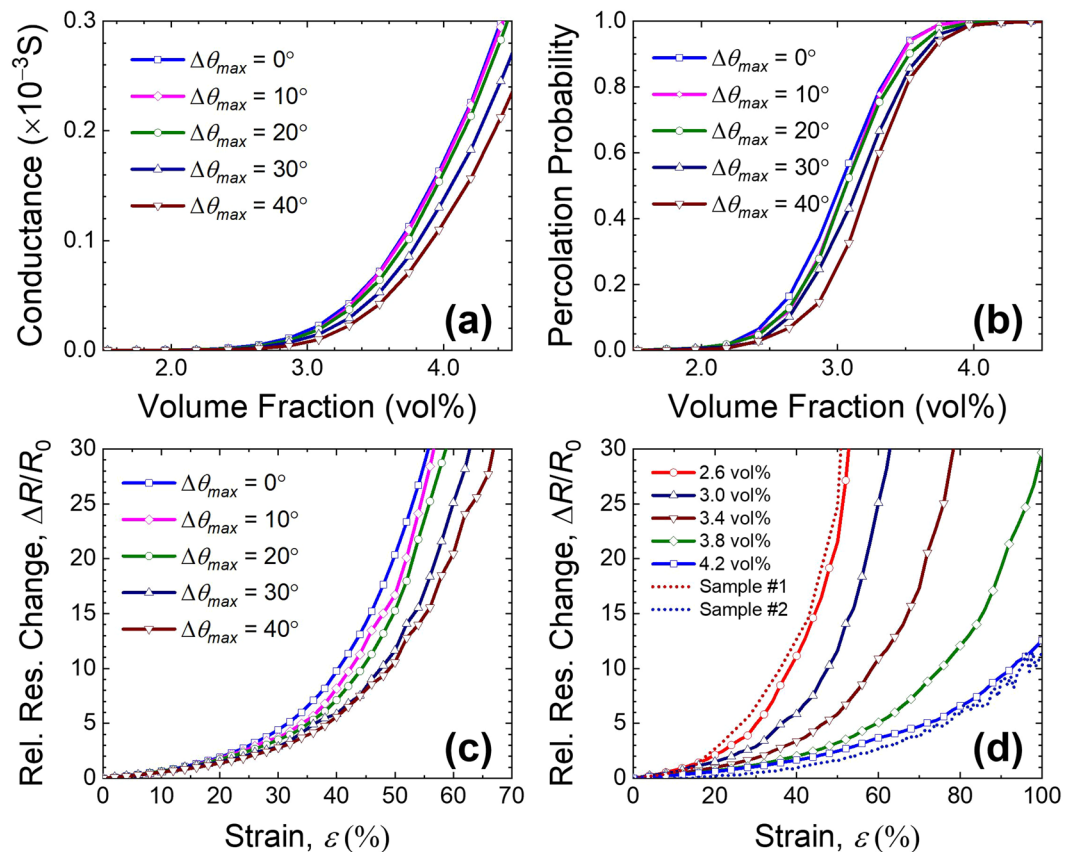 0.3
0.2
0.1
0.0
Conductance (×10⁻³S)
Δθmax = 0°
Δθmax = 10°
Δθmax = 20°
Δθmax = 30°
Δθmax = 40°
(a)
2.0 3.0 4.0
Volume Fraction (vol%)
1.0
0.8
0.6
0.4
0.2
0.0
Percolation Probability
Δθmax = 0°
Δθmax = 10°
Δθmax = 20°
Δθmax = 30°
Δθmax = 40°
(b)
2.0 3.0 4.0
Volume Fraction (vol%)
30
25
20
15
10
5
0
Rel. Res. Change, ΔR/R₀
Δθmax = 0°
Δθmax = 10°
Δθmax = 20°
Δθmax = 30°
Δθmax = 40°
(c)
0 10 20 30 40 50 60 70
Strain, ε (%)
30
25
20
15
10
5
0
Rel. Res. Change, ΔR/R₀
2.6 vol%
3.0 vol%
3.4 vol%
3.8 vol%
4.2 vol%
Sample #1
Sample #2
(d)
0 20 40 60 80 100
Strain, ε (%)